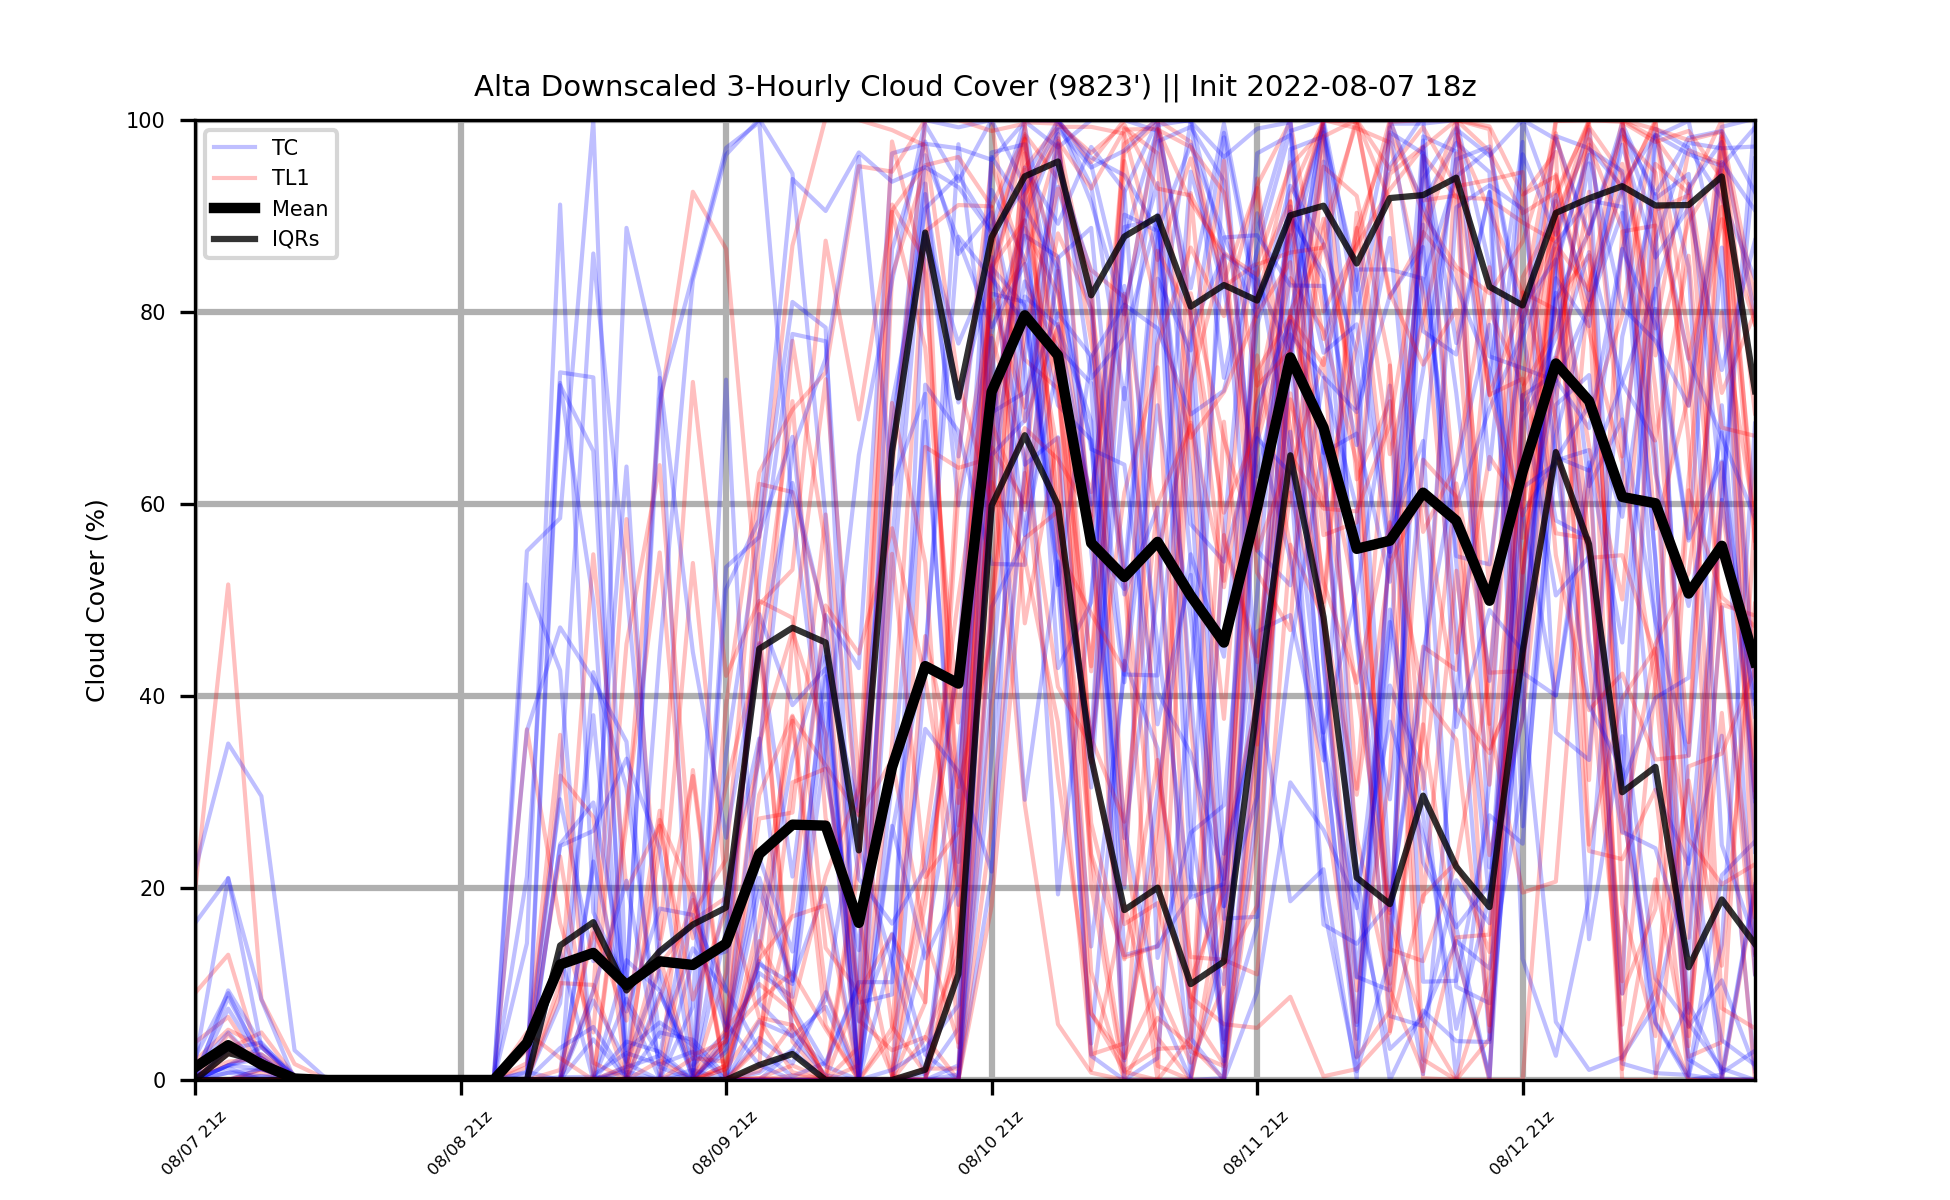 Alta Downscaled 3-Hourly Cloud Cover (9823') || Init 2022-08-07 18z
TC
TL1
Mean
IQRs
Cloud Cover (%)
100
80
60
40
20
0
08/07 21z
08/08 21z
08/09 21z
08/10 21z
08/11 21z
08/12 21z